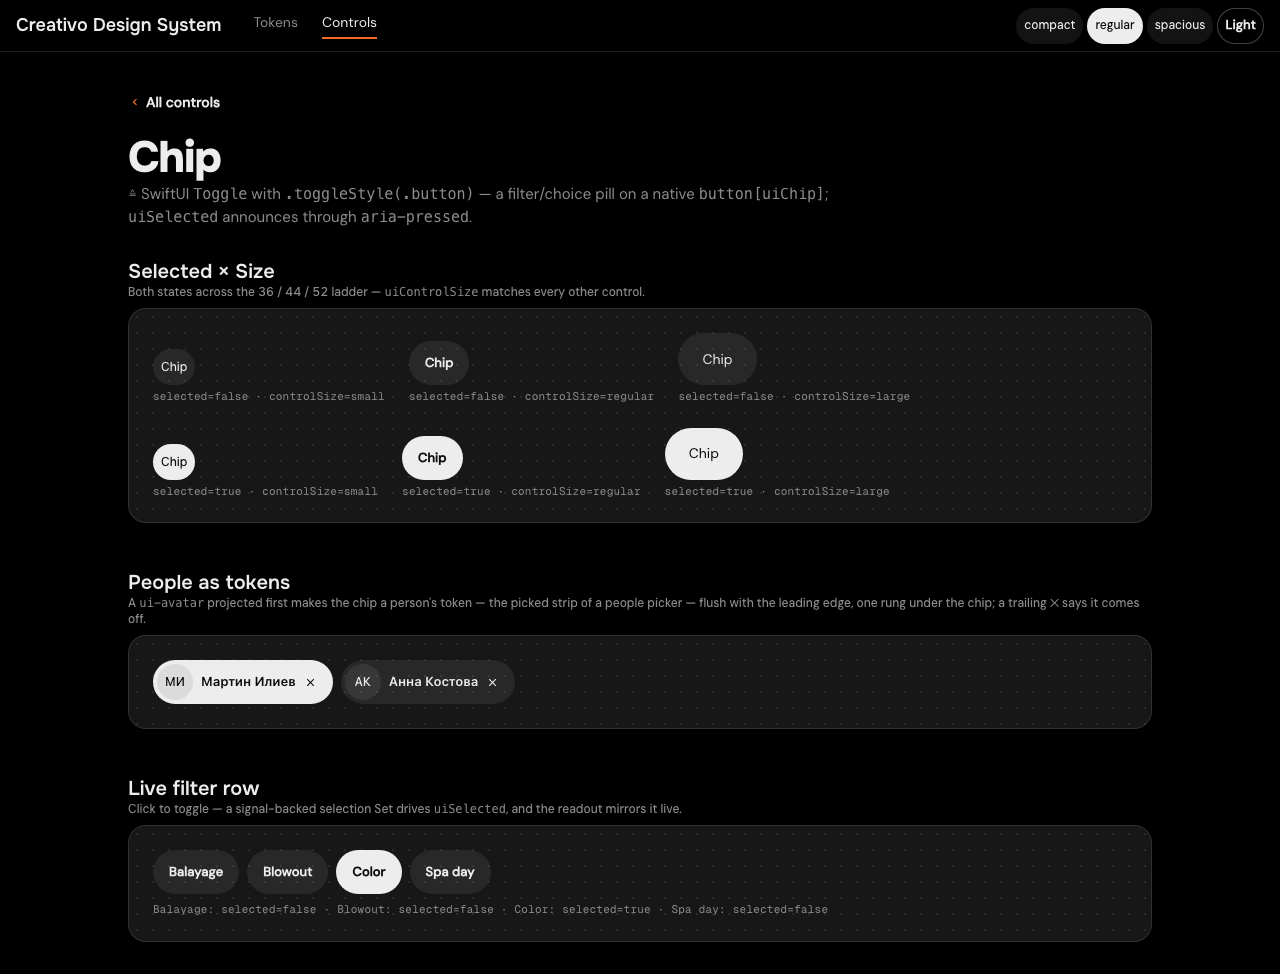 Creativo Design System Tokens Controls compact regular spacious Light
‹ All controls
Chip
≙ SwiftUI Toggle with .toggleStyle(.button) — a filter/choice pill on a native button[uiChip];
uiSelected announces through aria-pressed.
Selected × Size
Both states across the 36 / 44 / 52 ladder — uiControlSize matches every other control.
Chip Chip Chip
selected=false · controlSize=small selected=false · controlSize=regular selected=false · controlSize=large
Chip Chip Chip
selected=true · controlSize=small selected=true · controlSize=regular selected=true · controlSize=large
People as tokens
A ui-avatar projected first makes the chip a person's token — the picked strip of a people picker — flush with the leading edge, one rung under the chip; a trailing × says it comes
off.
МИ Мартин Илиев × АК Анна Костова ×
Live filter row
Click to toggle — a signal-backed selection Set drives uiSelected, and the readout mirrors it live.
Balayage Blowout Color Spa day
Balayage: selected=false · Blowout: selected=false · Color: selected=true · Spa day: selected=false